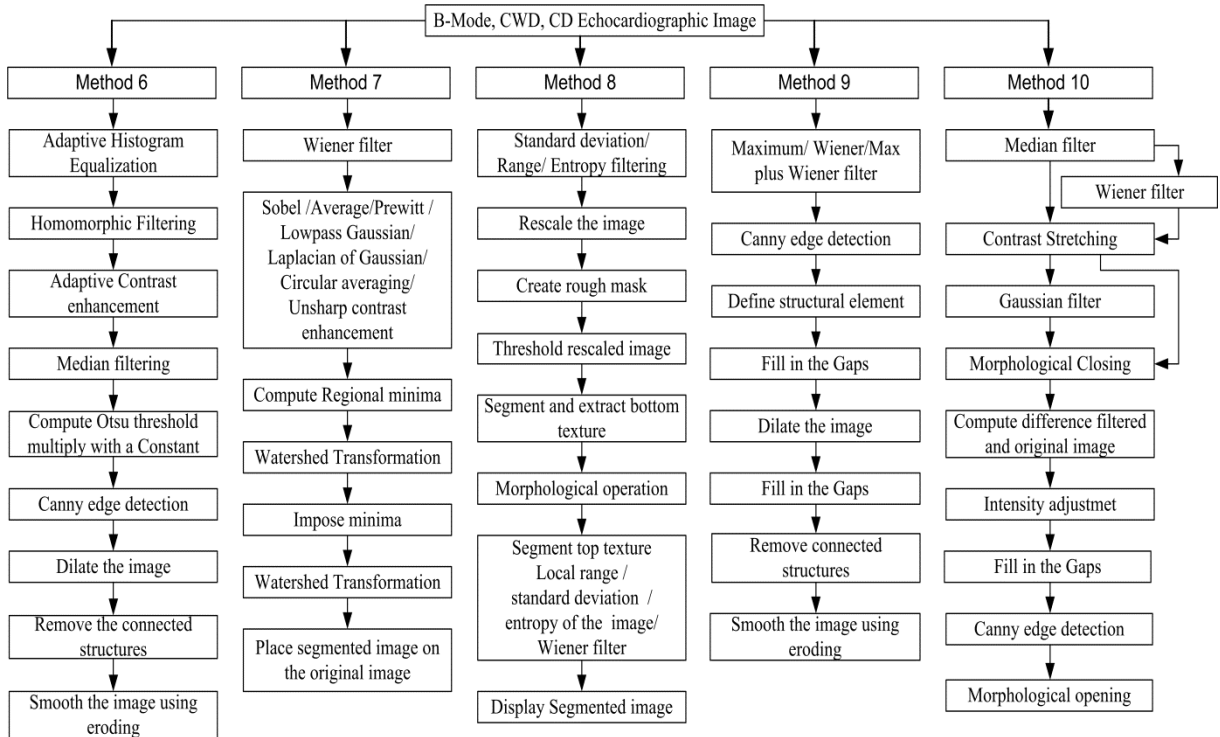 B-Mode, CWD, CD Echocardiographic Image
Method 6
Adaptive Histogram
Equalization
Homomorphic Filtering
Adaptive Contrast
enhancement
Median filtering
Compute Otsu threshold
multiply with a Constant
Canny edge detection
Dilate the image
Remove the connected
structures
Smooth the image using
eroding
Method 7
Wiener filter
Sobel /Average/Prewitt /
Lowpass Gaussian/
Laplacian of Gaussian/
Circular averaging/
Unsharp contrast
enhancement
Compute Regional minima
Watershed Transformation
Impose minima
Watershed Transformation
Place segmented image on
the original image
Method 8
Standard deviation/
Range/ Entropy filtering
Rescale the image
Create rough mask
Threshold rescaled image
Segment and extract bottom
texture
Morphological operation
Segment top texture
Local range /
standard deviation /
entropy of the image/
Wiener filter
Display Segmented image
Method 9
Maximum/ Wiener/Max
plus Wiener filter
Canny edge detection
Define structural element
Fill in the Gaps
Dilate the image
Fill in the Gaps
Remove connected
structures
Smooth the image using
eroding
Method 10
Median filter
Wiener filter
Contrast Stretching
Gaussian filter
Morphological Closing
Compute difference filtered
and original image
Intensity adjustmet
Fill in the Gaps
Canny edge detection
Morphological opening